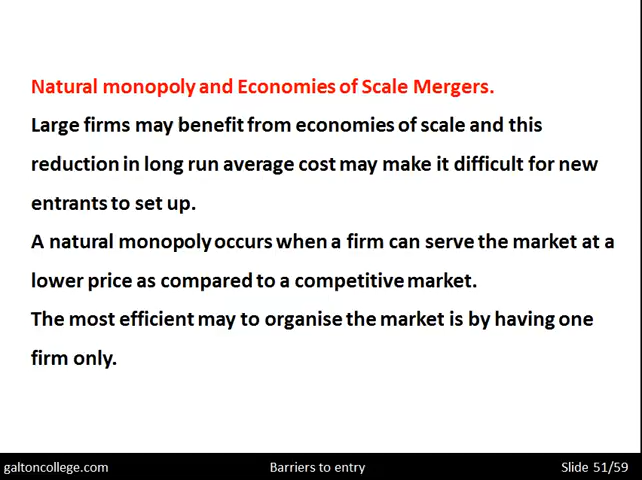 Natural monopoly and Economies of Scale Mergers.
Large firms may benefit from economies of scale and this
reduction in long run average cost may make it difficult for new
entrants to set up.
A natural monopoly occurs when a firm can serve the market at a
lower price as compared to a competitive market.
The most efficient may to organise the market is by having one
firm only.
galtoncollege.com Barriers to entry Slide 51/59